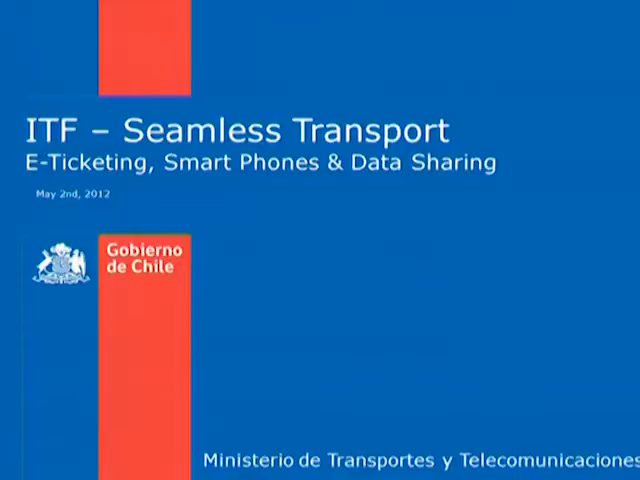 ITF – Seamless Transport
E-Ticketing, Smart Phones & Data Sharing
May 2nd, 2012
Gobierno
de Chile
Ministerio de Transportes y Telecomunicaciones